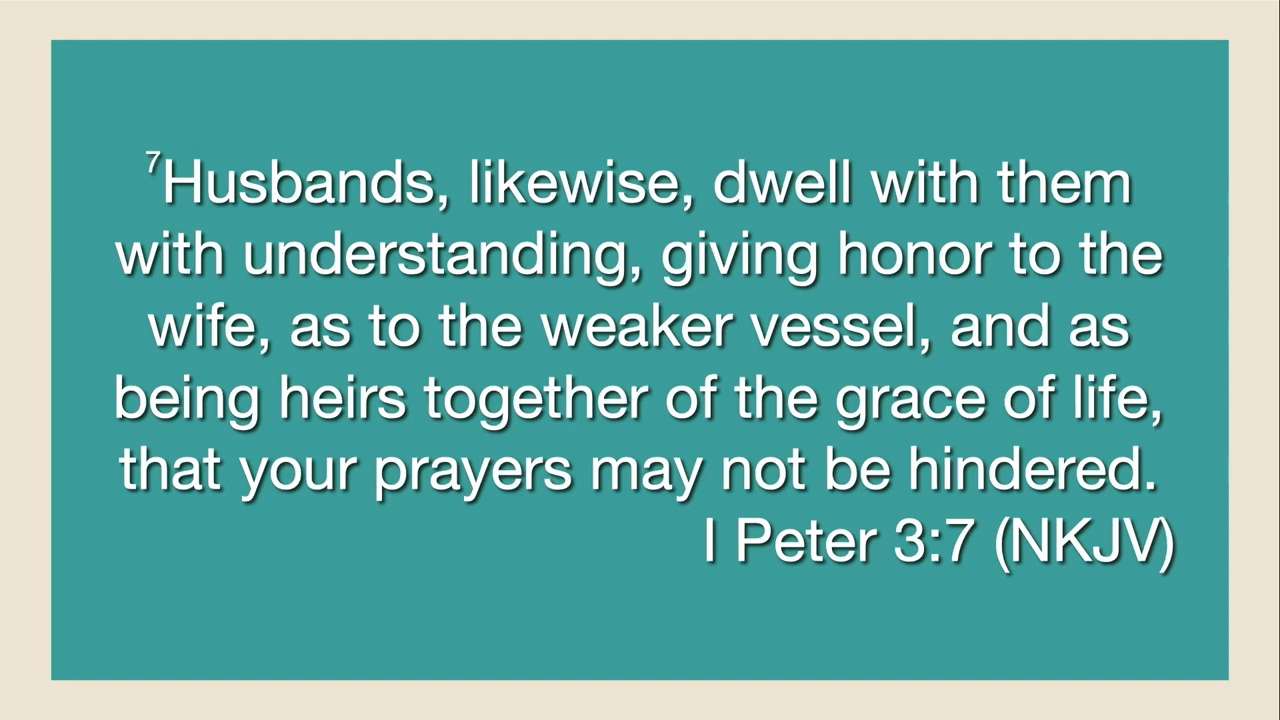 ⁷Husbands, likewise, dwell with them
with understanding, giving honor to the
wife, as to the weaker vessel, and as
being heirs together of the grace of life,
that your prayers may not be hindered.
I Peter 3:7 (NKJV)